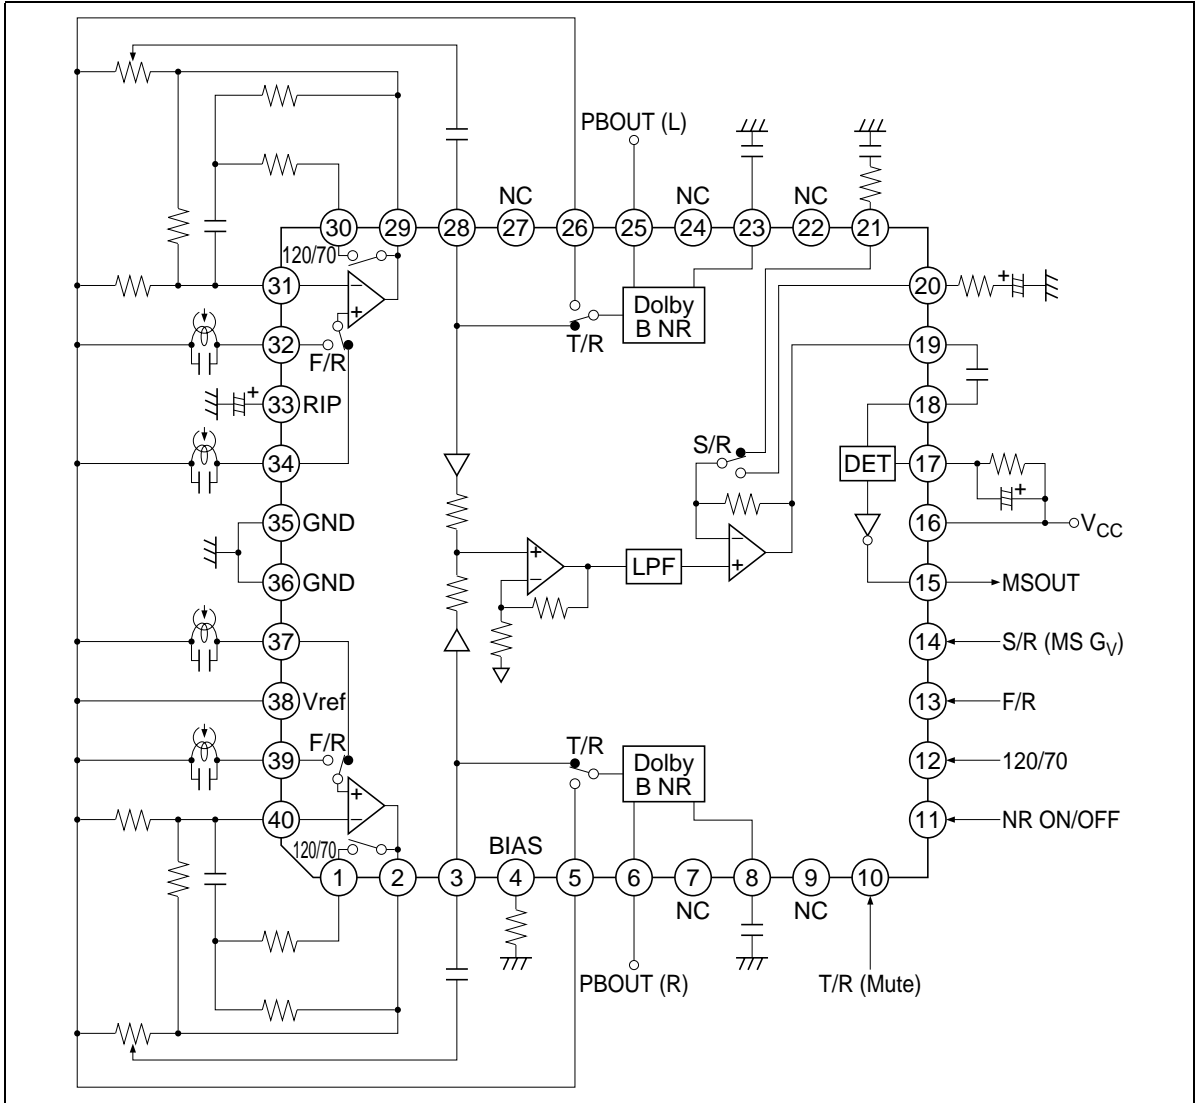 PBOUT (L)
NC
NC
NC
30
29
28
27
26
25
24
23
22
21
120/70
31
20
+
−
+
Dolby
B NR
32
F/R
T/R
19
+
33
RIP
18
34
S/R
DET
17
+
35
GND
16
VCC
+
−
LPF
−
+
36
GND
15
MSOUT
37
14
S/R (MS GV)
38
Vref
13
F/R
39
F/R
T/R
Dolby
B NR
12
120/70
+
−
40
11
NR ON/OFF
120/70
BIAS
1
2
3
4
5
6
7
8
9
10
NC
NC
PBOUT (R)
T/R (Mute)